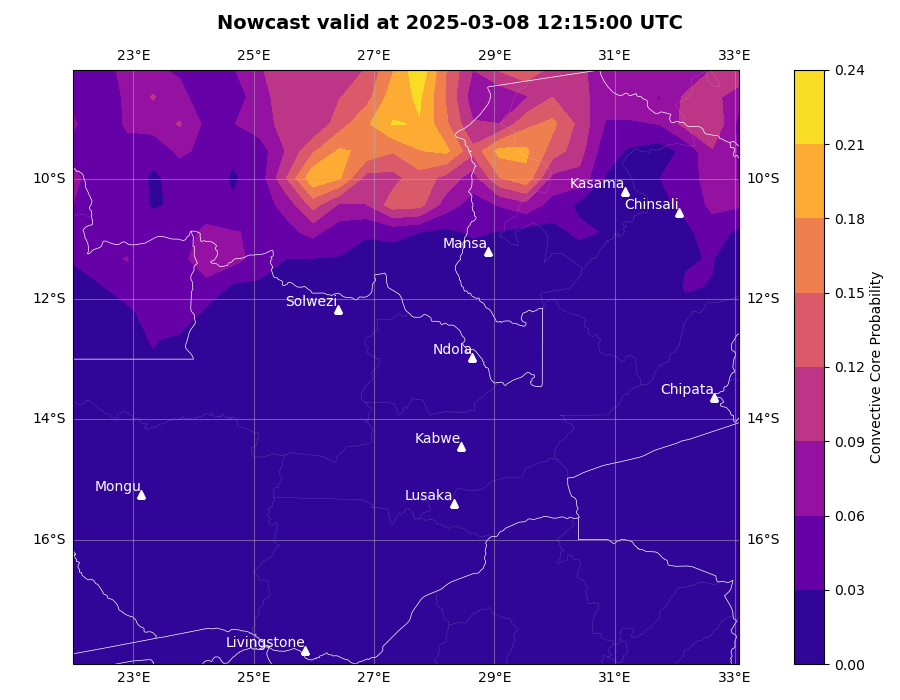 Nowcast valid at 2025-03-08 12:15:00 UTC
23°E 25°E 27°E 29°E 31°E 33°E
0.24
0.21
10°S Kasama 10°S
Chinsali
0.18
Mansa
12°S Solwezi 12°S
0.15
Ndola
0.12
Chipata
14°S 14°S
Kabwe
0.09
Mongu Lusaka
0.06
16°S 16°S
0.03
Livingstone
0.00
23°E 25°E 27°E 29°E 31°E 33°E
Convective Core Probability